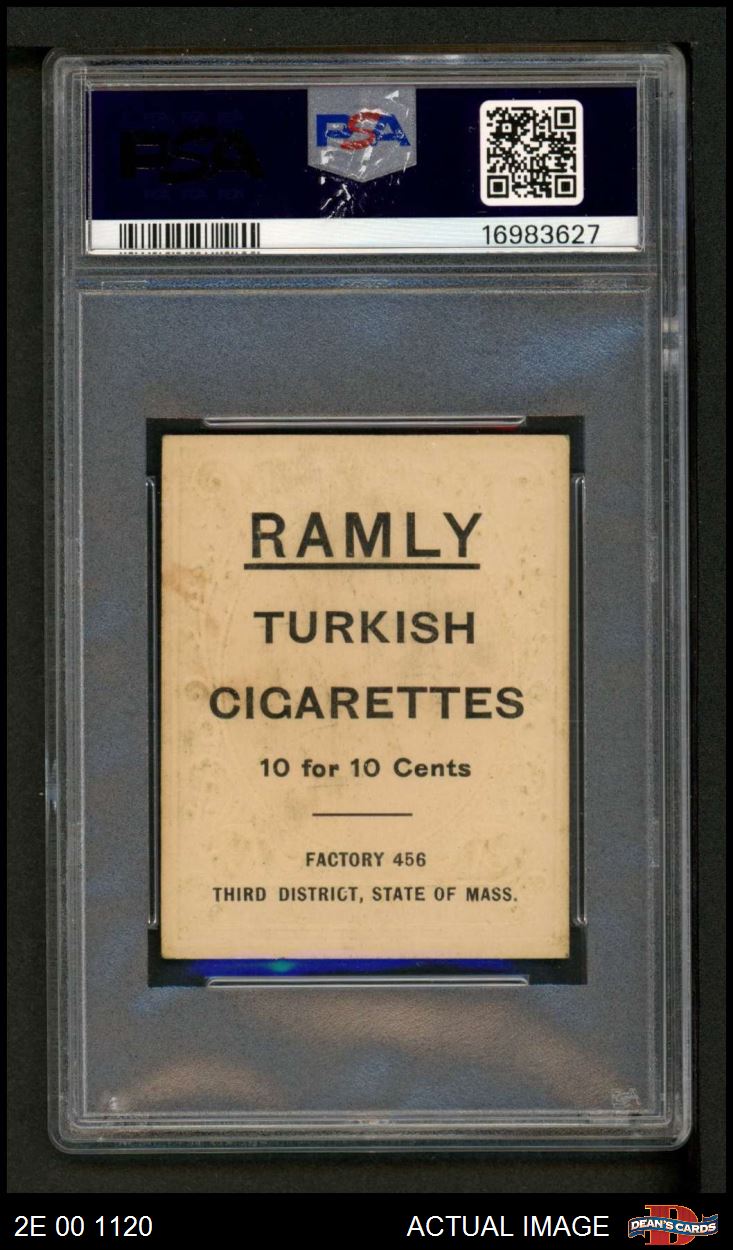 PSA
PSA
16983627
RAMLY
TURKISH
CIGARETTES
10 for 10 Cents
FACTORY 456
THIRD DISTRICT, STATE OF MASS.
2E 00 1120
ACTUAL IMAGE
DEAN'S CARDS